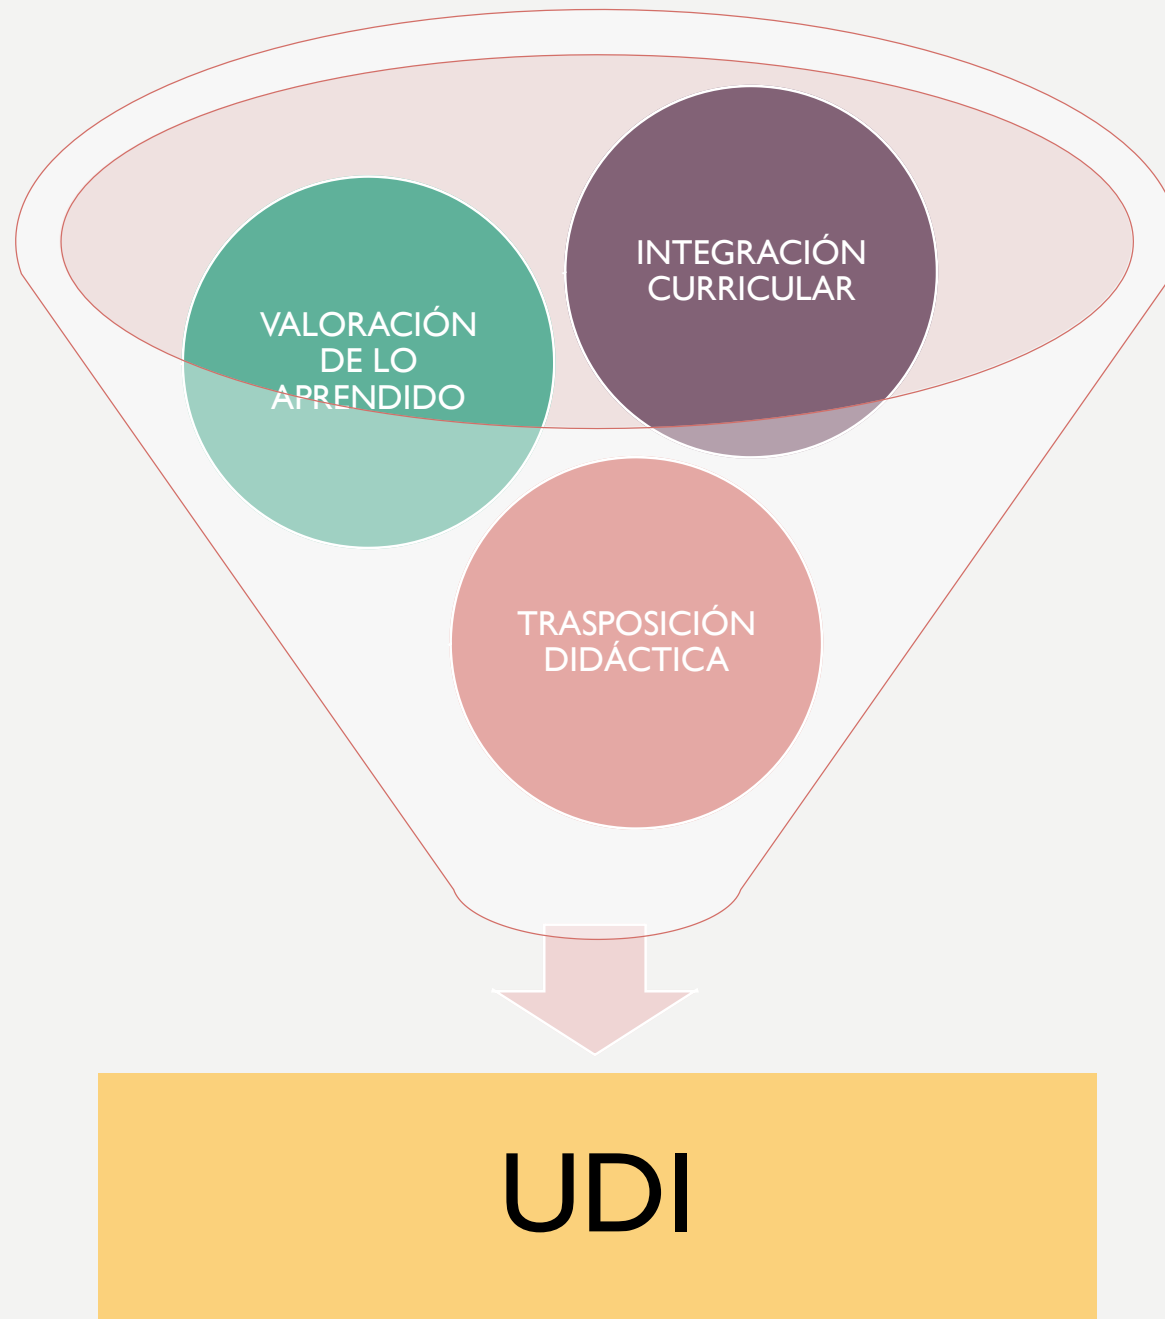 INTEGRACIÓN
CURRICULAR
VALORACIÓN
DE LO
APRENDIDO
TRASPOSICIÓN
DIDÁCTICA
UDI